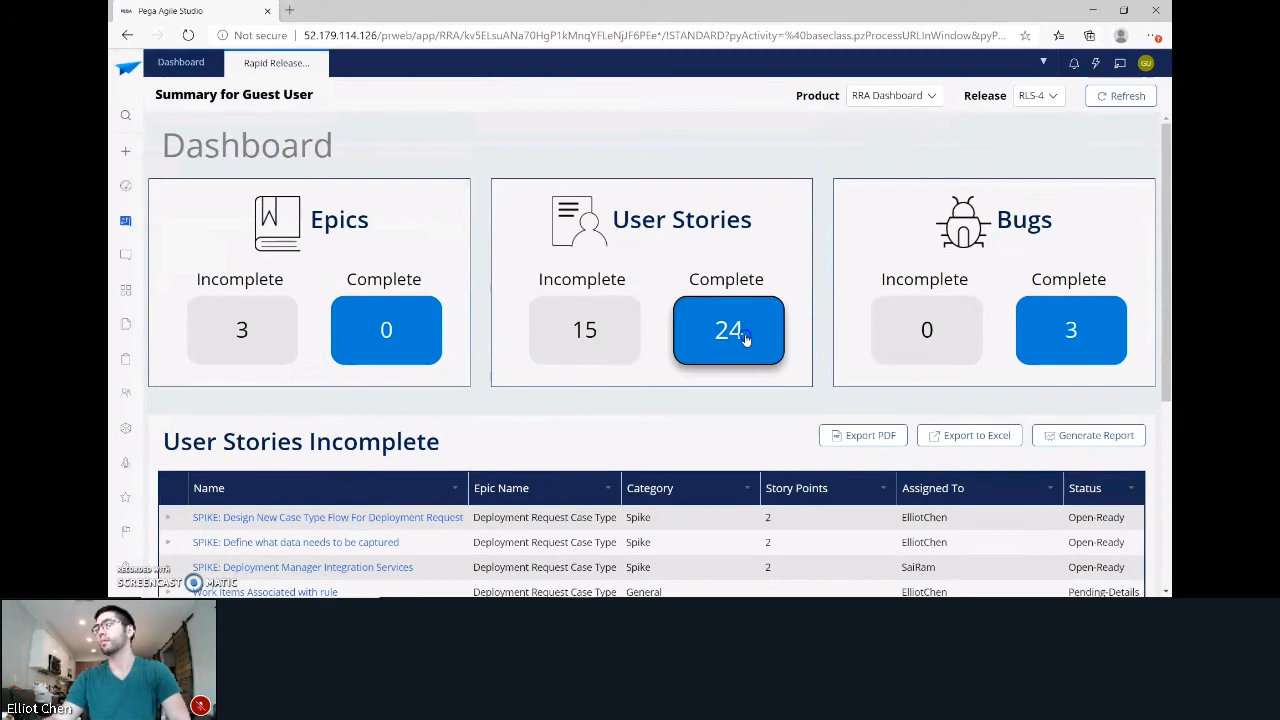 PEGA Pega Agile Studio
Not secure 52.179.114.126/prweb/app/RRA/kv5ELsuANa70HgP1kMnqYFLeNjJF6PEe*/!STANDARD?pyActivity=%40baseclass.pzProcessURLInWindow&pyP...
Dashboard Rapid Release... GU
Summary for Guest User Product RRA Dashboard Release RLS-4 Refresh
Dashboard
Epics User Stories Bugs
Incomplete Complete Incomplete Complete Incomplete Complete
3 0 15 24 0 3
User Stories Incomplete Export PDF Export to Excel Generate Report
Name Epic Name Category Story Points Assigned To Status
SPIKE: Design New Case Type Flow For Deployment Request Deployment Request Case Type Spike 2 ElliotChen Open-Ready
SPIKE: Define what data needs to be captured Deployment Request Case Type Spike 2 ElliotChen Open-Ready
SPIKE: Deployment Manager Integration Services Deployment Request Case Type Spike 2 SaiRam Open-Ready
Work Items Associated with rule Deployment Request Case Type General ElliotChen Pending-Details
RECORDED WITH
SCREENCAST MATIC
Elliot Chen